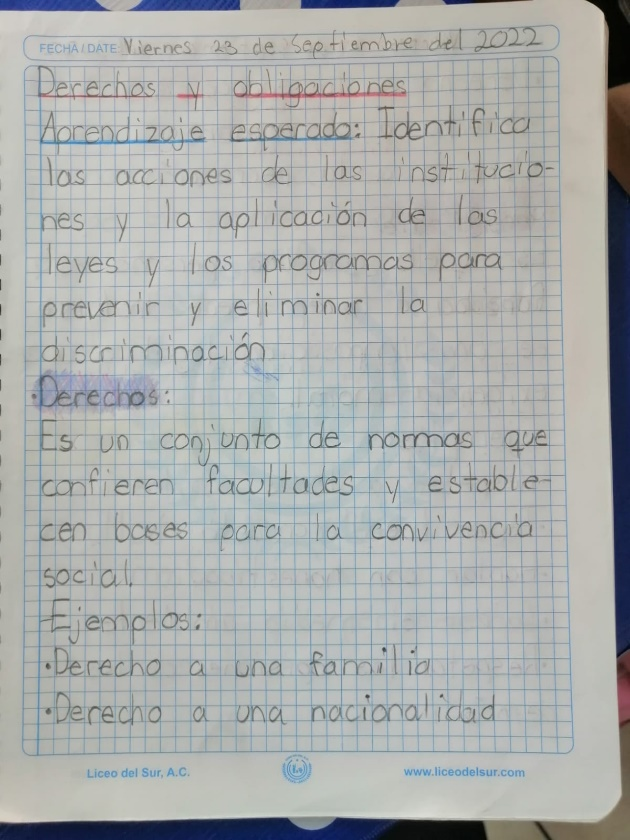 FECHA / DATE Viernes 23 de Septiembre del 2022
Derechos y obligaciones
Aprendizaje esperado: Identifica
las acciones de las institucio-
nes y la aplicación de las
leyes y los programas para
prevenir y eliminar la
discriminación
•Derechos:
Es un conjunto de normas que
confieren facultades y estable-
cen bases para la convivencia
social.
Ejemplos:
•Derecho a una familia
•Derecho a una nacionalidad
Liceo del Sur, A.C. www.liceodelsur.com